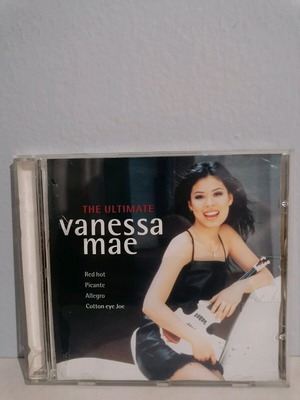 THE ULTIMATE
vanessa
mae
Red hot
Picante
Allegro
Cotton eye Joe